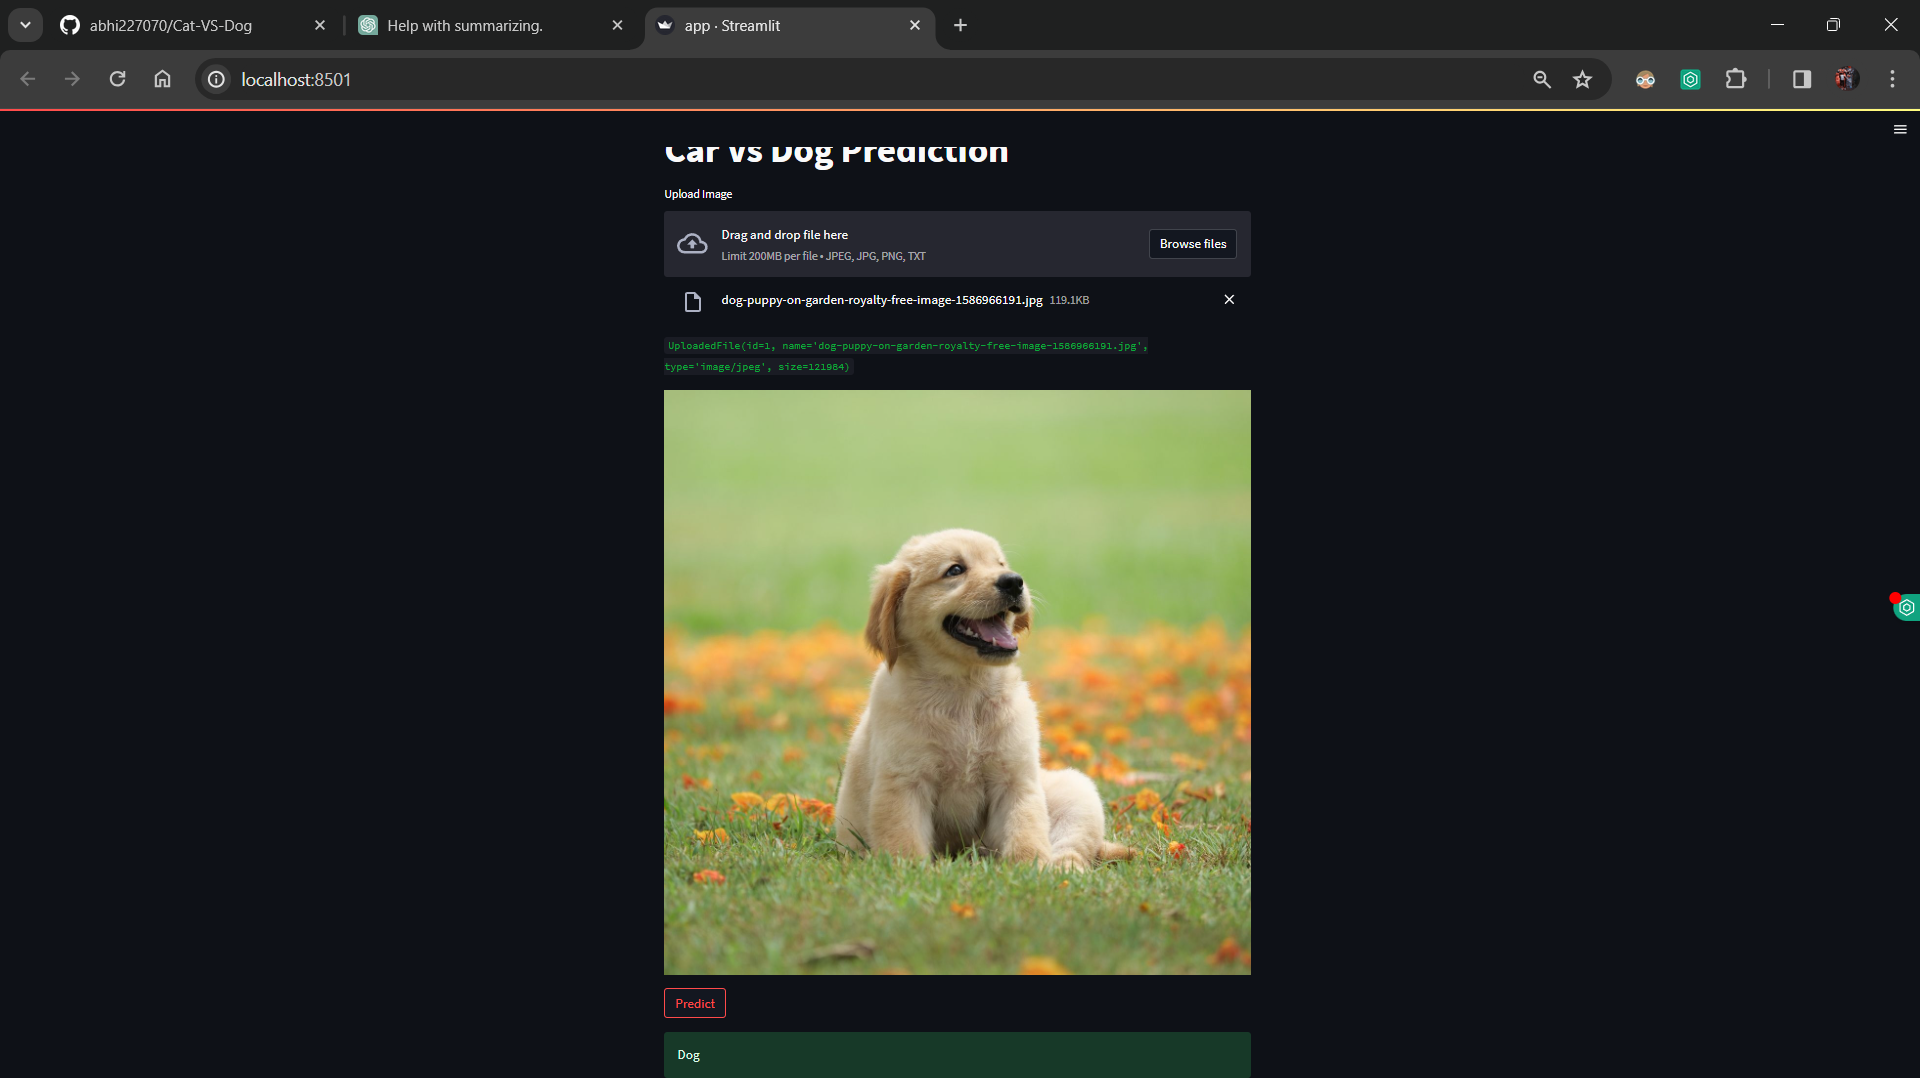 abhi227070/Cat-VS-Dog
Help with summarizing.
app · Streamlit
localhost:8501
Car Vs Dog Prediction
Upload Image
Drag and drop file here
Limit 200MB per file • JPEG, JPG, PNG, TXT
Browse files
dog-puppy-on-garden-royalty-free-image-1586966191.jpg 119.1KB
UploadedFile(id=1, name='dog-puppy-on-garden-royalty-free-image-1586966191.jpg',
type='image/jpeg', size=121984)
Predict
Dog